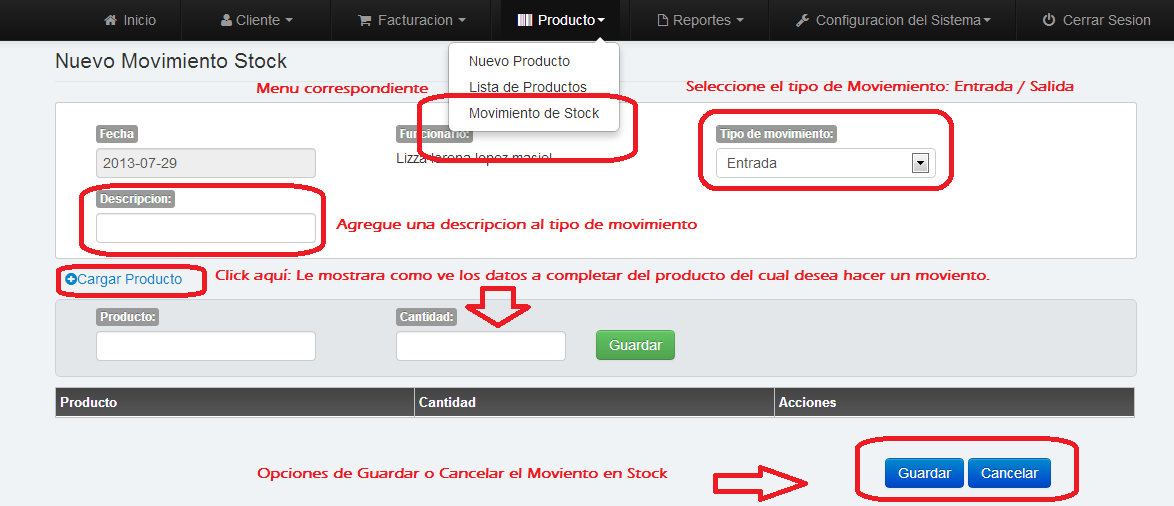 Inicio Cliente Facturacion Producto Reportes Configuracion del Sistema Cerrar Sesion
Nuevo Movimiento Stock
Nuevo Producto
Lista de Productos
Movimiento de Stock
Menu correspondiente
Seleccione el tipo de Moviemiento: Entrada / Salida
Fecha
2013-07-29
Funcionario:
Lizza lorena lopez masiel
Tipo de movimiento:
Entrada
Descripcion:
Agregue una descripcion al tipo de movimiento
Cargar Producto
Click aquí: Le mostrara como ve los datos a completar del producto del cual desea hacer un moviento.
Producto:
Cantidad:
Guardar
Producto Cantidad Acciones
Opciones de Guardar o Cancelar el Moviento en Stock
Guardar Cancelar